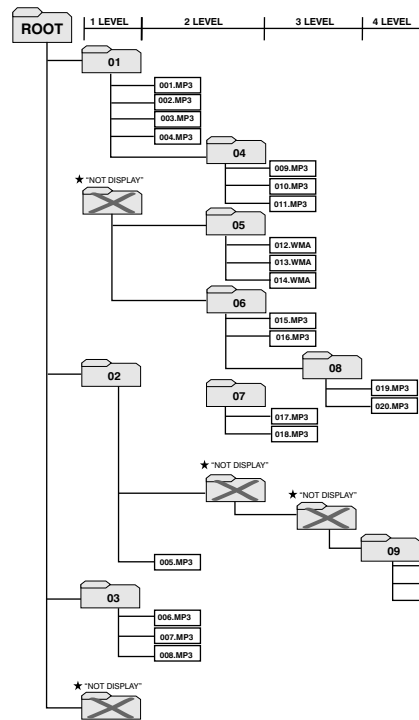 ROOT
1 LEVEL
2 LEVEL
3 LEVEL
4 LEVEL
01
001.MP3
002.MP3
003.MP3
004.MP3
04
009.MP3
010.MP3
011.MP3
★ "NOT DISPLAY"
05
012.WMA
013.WMA
014.WMA
06
015.MP3
016.MP3
08
019.MP3
020.MP3
02
07
017.MP3
018.MP3
★ "NOT DISPLAY"
★ "NOT DISPLAY"
09
005.MP3
03
006.MP3
007.MP3
008.MP3
★ "NOT DISPLAY"